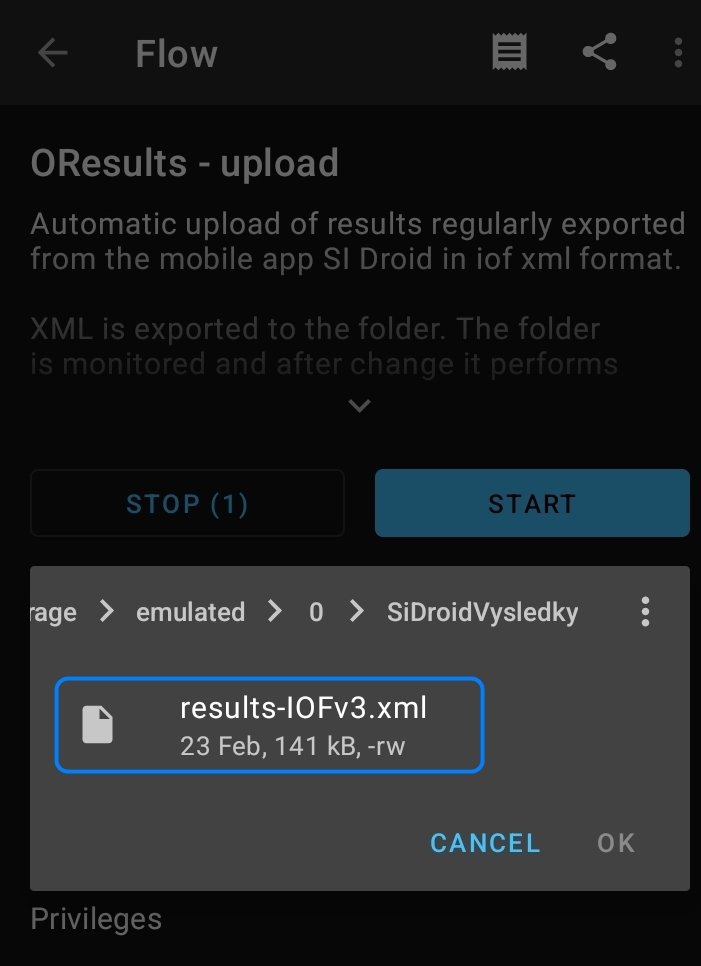 Flow
OResults - upload
Automatic upload of results regularly exported
from the mobile app SI Droid in iof xml format.
XML is exported to the folder. The folder
is monitored and after change it performs
STOP (1)
START
rage > emulated > 0 > SiDroidVysledky
results-IOFv3.xml
23 Feb, 141 kB, -rw
CANCEL
OK
Privileges